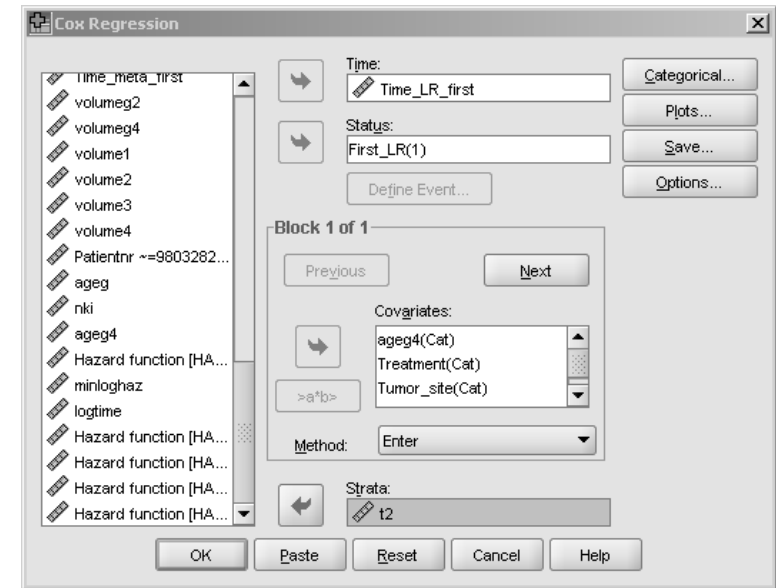 Cox Regression
Time_meta_first
volumeg2
volumeg4
volume1
volume2
volume3
volume4
Patientnr ~=9803282...
ageg
nki
ageg4
Hazard function [HA...
minloghaz
logtime
Hazard function [HA...
Hazard function [HA...
Hazard function [HA...
Hazard function [HA...
Time:
Time_LR_first
Status:
First_LR(1)
Define Event...
Block 1 of 1
Previous
Next
Covariates:
ageg4(Cat)
Treatment(Cat)
Tumor_site(Cat)
>a*b>
Method:
Enter
Strata:
t2
Categorical...
Plots...
Save...
Options...
OK
Paste
Reset
Cancel
Help